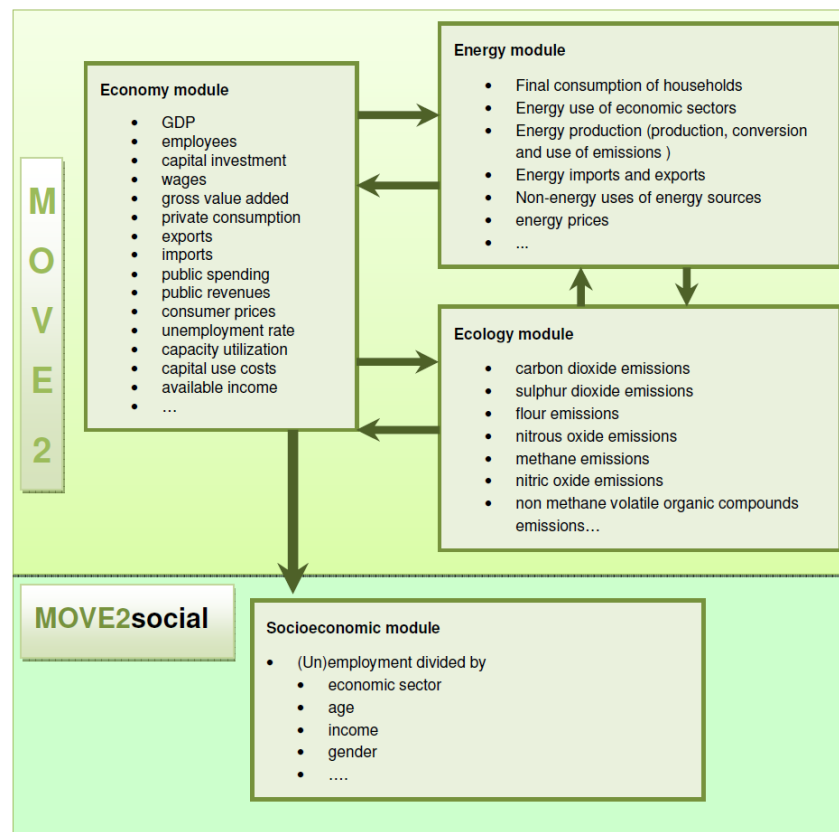 MOVE2
Economy module
• GDP
• employees
• capital investment
• wages
• gross value added
• private consumption
• exports
• imports
• public spending
• public revenues
• consumer prices
• unemployment rate
• capacity utilization
• capital use costs
• available income
• …
Energy module
• Final consumption of households
• Energy use of economic sectors
• Energy production (production, conversion
and use of emissions )
• Energy imports and exports
• Non-energy uses of energy sources
• energy prices
• ...
Ecology module
• carbon dioxide emissions
• sulphur dioxide emissions
• flour emissions
• nitrous oxide emissions
• methane emissions
• nitric oxide emissions
• non methane volatile organic compounds
emissions…
MOVE2social
Socioeconomic module
• (Un)employment divided by
• economic sector
• age
• income
• gender
• ….